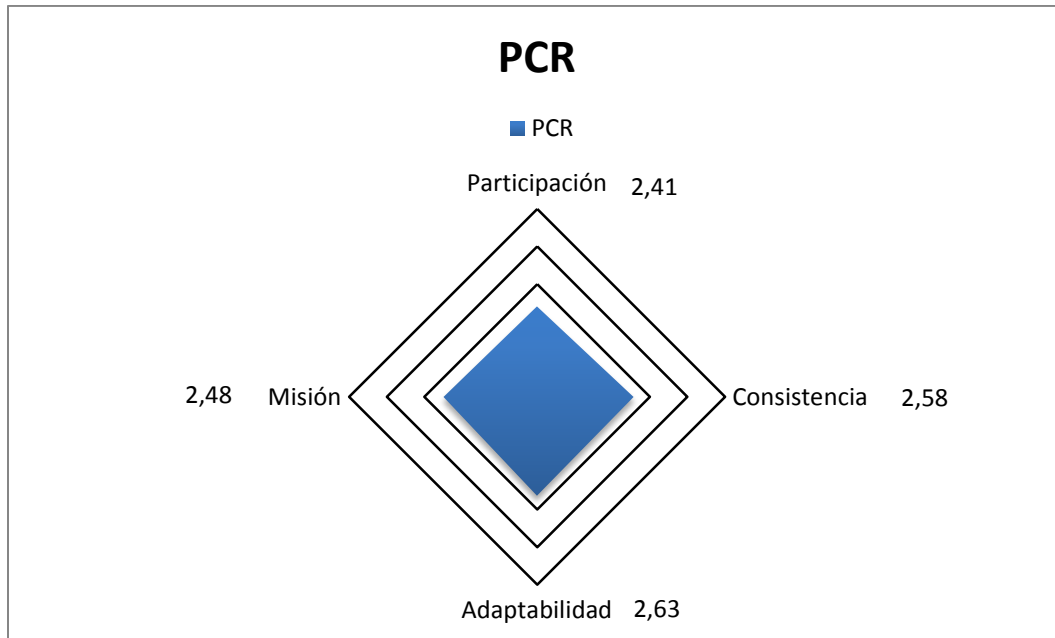 PCR
PCR
Participación 2,41
2,48 Misión
Consistencia 2,58
Adaptabilidad 2,63